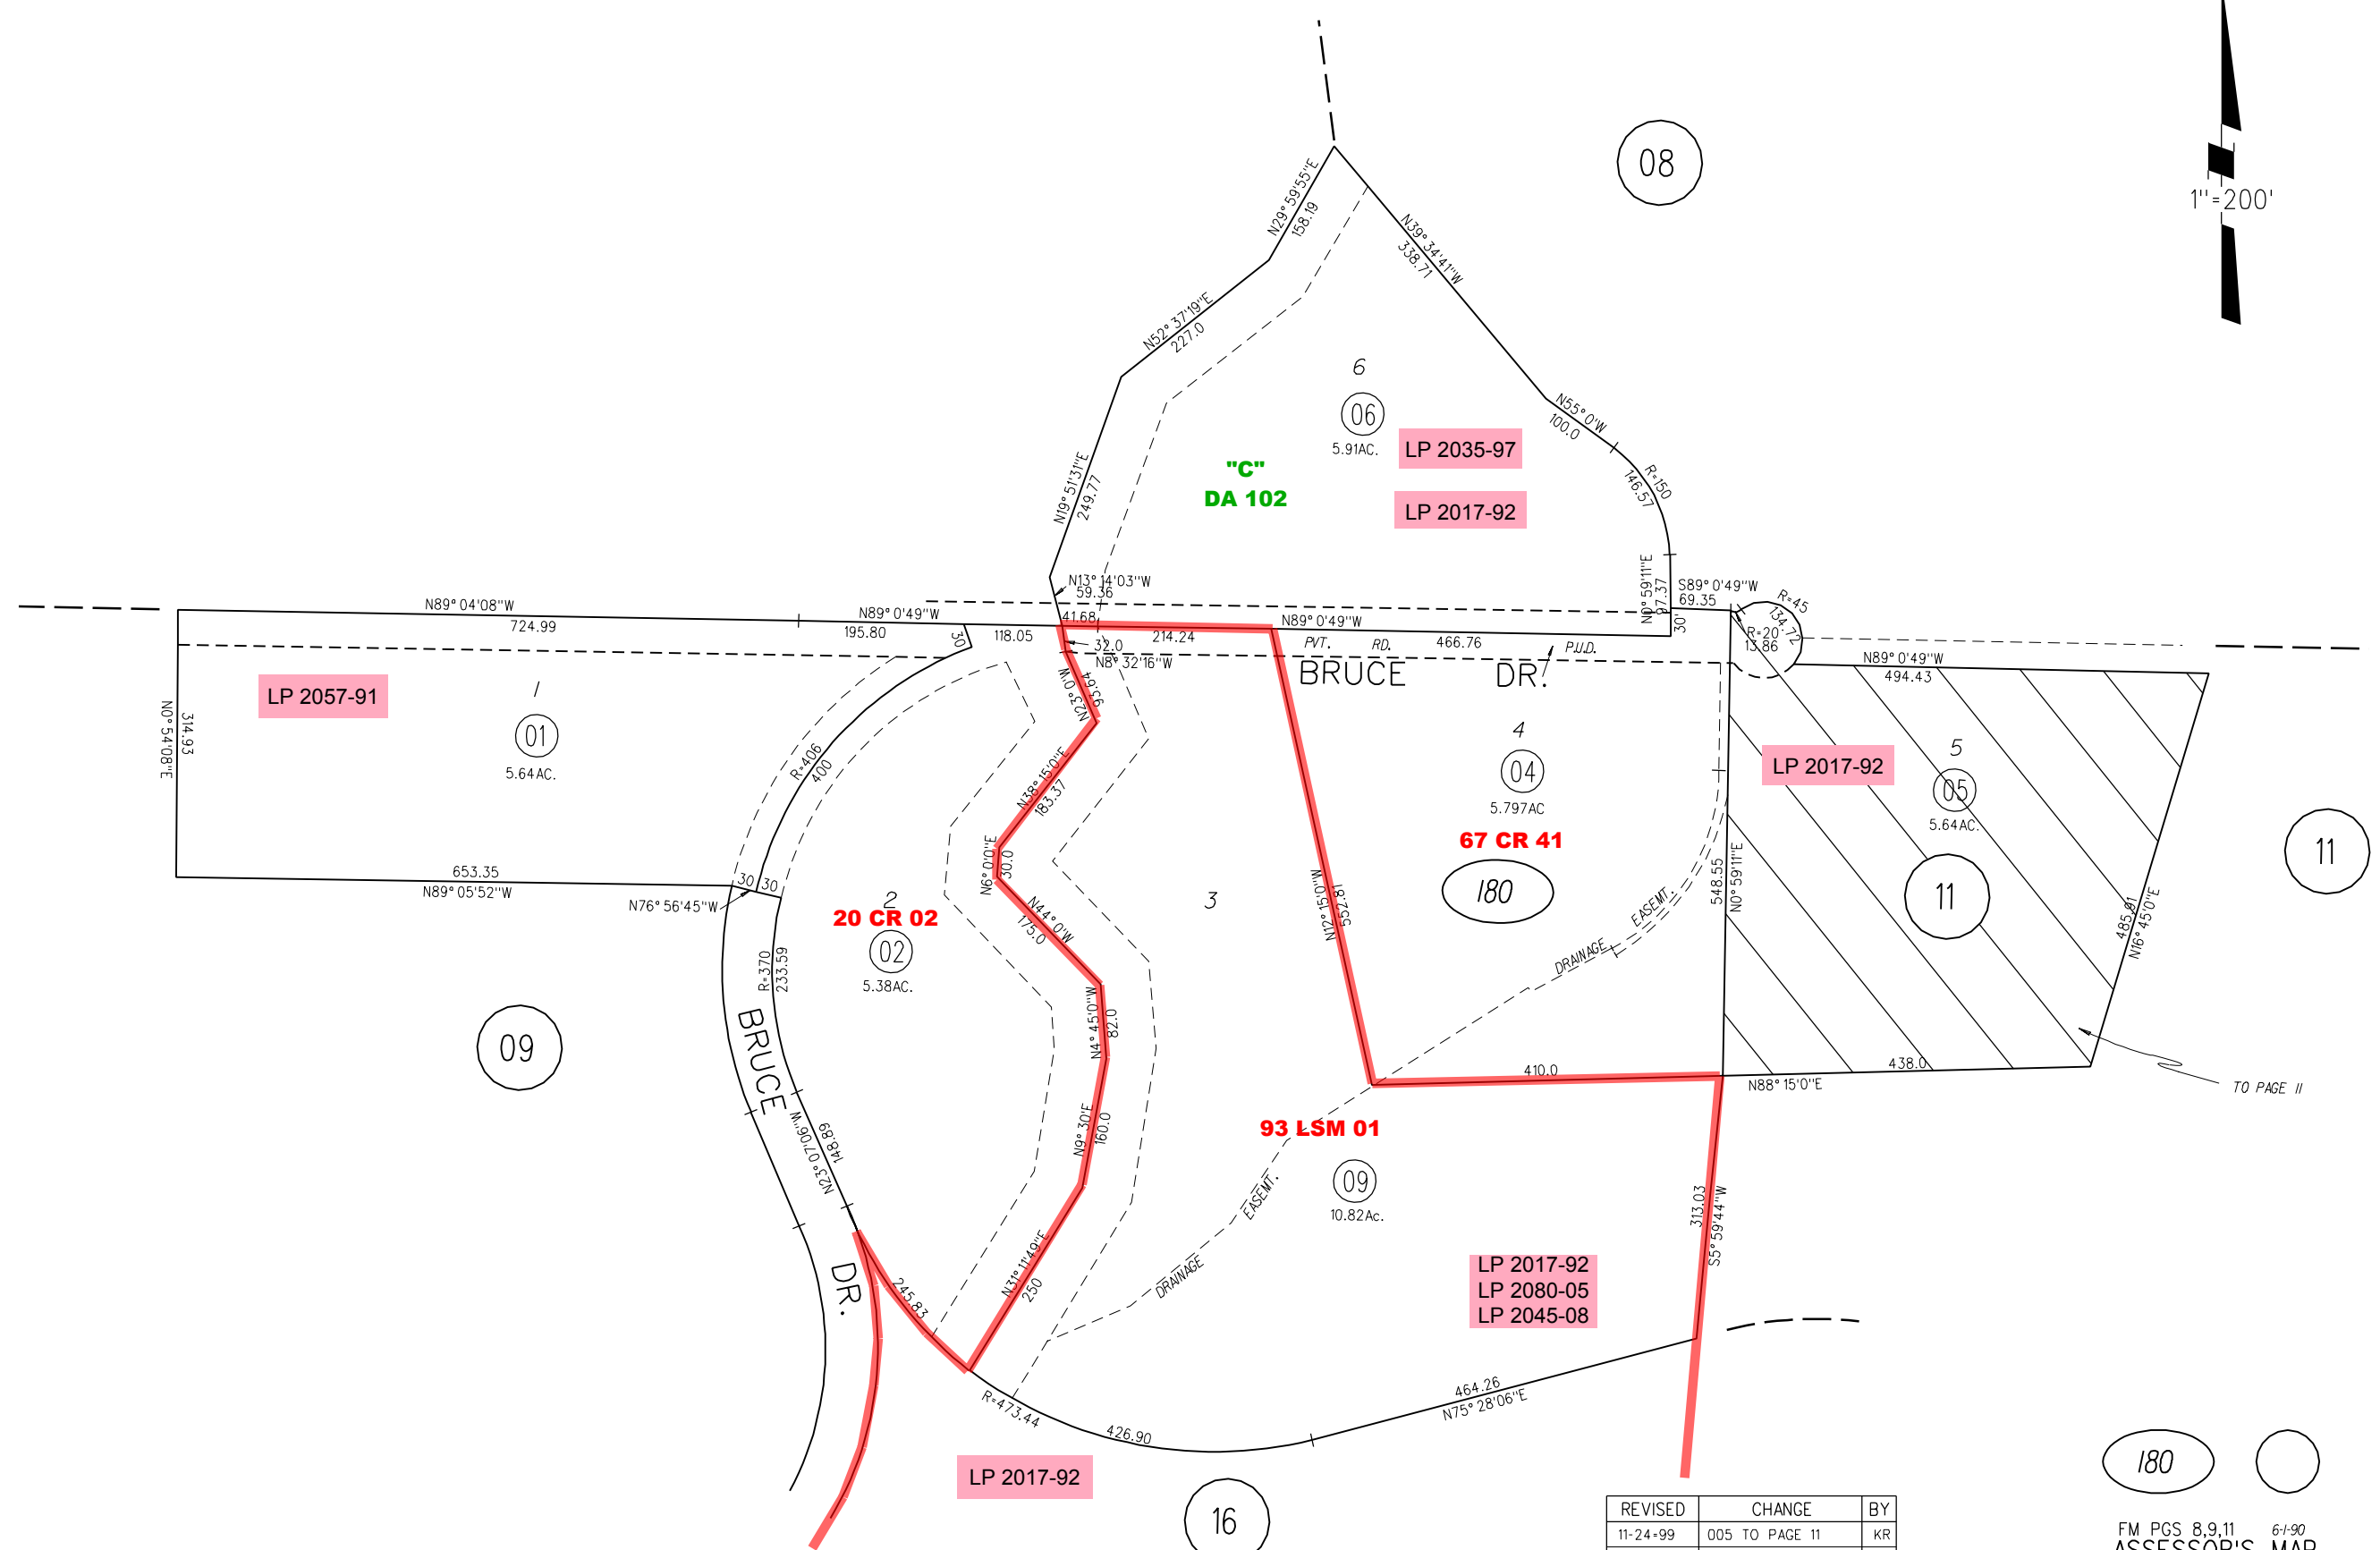 08
1"=200'
N29°59'55"E
158.19
N39°34'41"W
338.71
N52°37'19"E
227.0
6
06
5.91AC.
LP 2035-97
LP 2017-92
"C"
DA 102
N55°0'W
100.0
R=150
146.57
N19°51'31"E
249.77
N13°14'03"W
59.36
N0°59'11"E
97.37
S89°0'49"W
69.35
30'
R=45
134.72
R=20
13.86
N89°04'08"W
724.99
N89°0'49"W
195.80
30
118.05
41.68
32.0
N8°32'16"W
214.24
N89°0'49"W
466.76
PVT. RD.
P.U.D.
BRUCE DR.
N89°0'49"W
494.43
LP 2057-91
1
01
5.64AC.
N0°54'08"E
314.93
653.35
N89°05'52"W
30 30
N76°56'45"W
R=406
400
N23°0'W
93.64
N38°15'0"E
183.37
N6°0'0"E
30.0
N44°0'W
175.0
N4°45'0"W
82.0
N9°30'E
160.0
N31°11'49"E
250
2
20 CR 02
02
5.38AC.
3
N12°15'0"W
552.81
4
04
5.797AC
67 CR 41
180
DRAINAGE EASEMT.
548.55
N0°59'11"E
LP 2017-92
5
05
5.64AC.
11
11
485.91
N16°45'0"E
438.0
N88°15'0"E
TO PAGE 11
410.0
R=370
233.59
09
BRUCE DR.
N23°07'06"W
148.89
245.83
93 LSM 01
09
10.82Ac.
DRAINAGE EASEMT.
313.03
S5°59'44"W
LP 2017-92
LP 2080-05
LP 2045-08
464.26
N75°28'06"E
R=473.44
426.90
LP 2017-92
16
180
REVISED CHANGE BY
11-24-99 005 TO PAGE 11 KR
FM PGS 8,9,11 6-1-90
ASSESSOR'S MAP